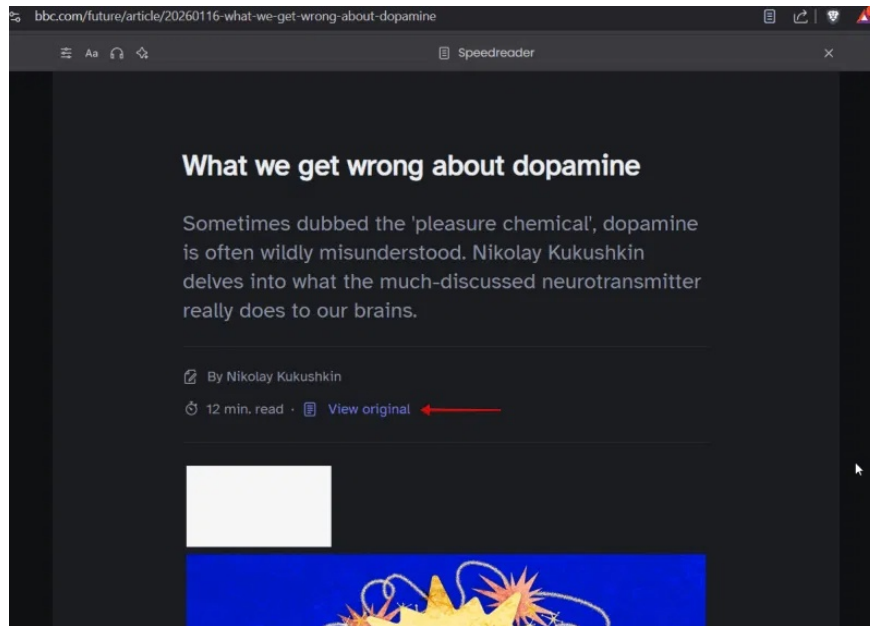 bbc.com/future/article/20260116-what-we-get-wrong-about-dopamine
Aa
Speedreader
What we get wrong about dopamine
Sometimes dubbed the 'pleasure chemical', dopamine
is often wildly misunderstood. Nikolay Kukushkin
delves into what the much-discussed neurotransmitter
really does to our brains.
By Nikolay Kukushkin
12 min. read · View original